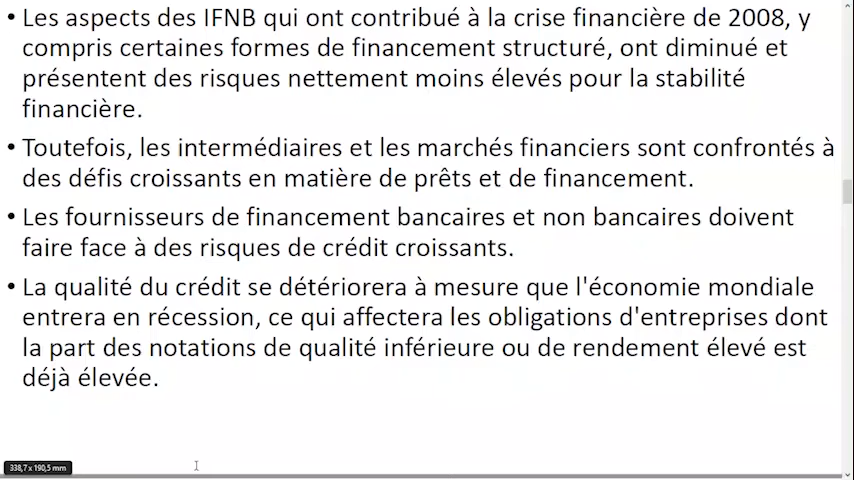 • Les aspects des IFNB qui ont contribué à la crise financière de 2008, y
compris certaines formes de financement structuré, ont diminué et
présentent des risques nettement moins élevés pour la stabilité
financière.
• Toutefois, les intermédiaires et les marchés financiers sont confrontés à
des défis croissants en matière de prêts et de financement.
• Les fournisseurs de financement bancaires et non bancaires doivent
faire face à des risques de crédit croissants.
• La qualité du crédit se détériorera à mesure que l'économie mondiale
entrera en récession, ce qui affectera les obligations d'entreprises dont
la part des notations de qualité inférieure ou de rendement élevé est
déjà élevée.
338,7 x 190,5 mm